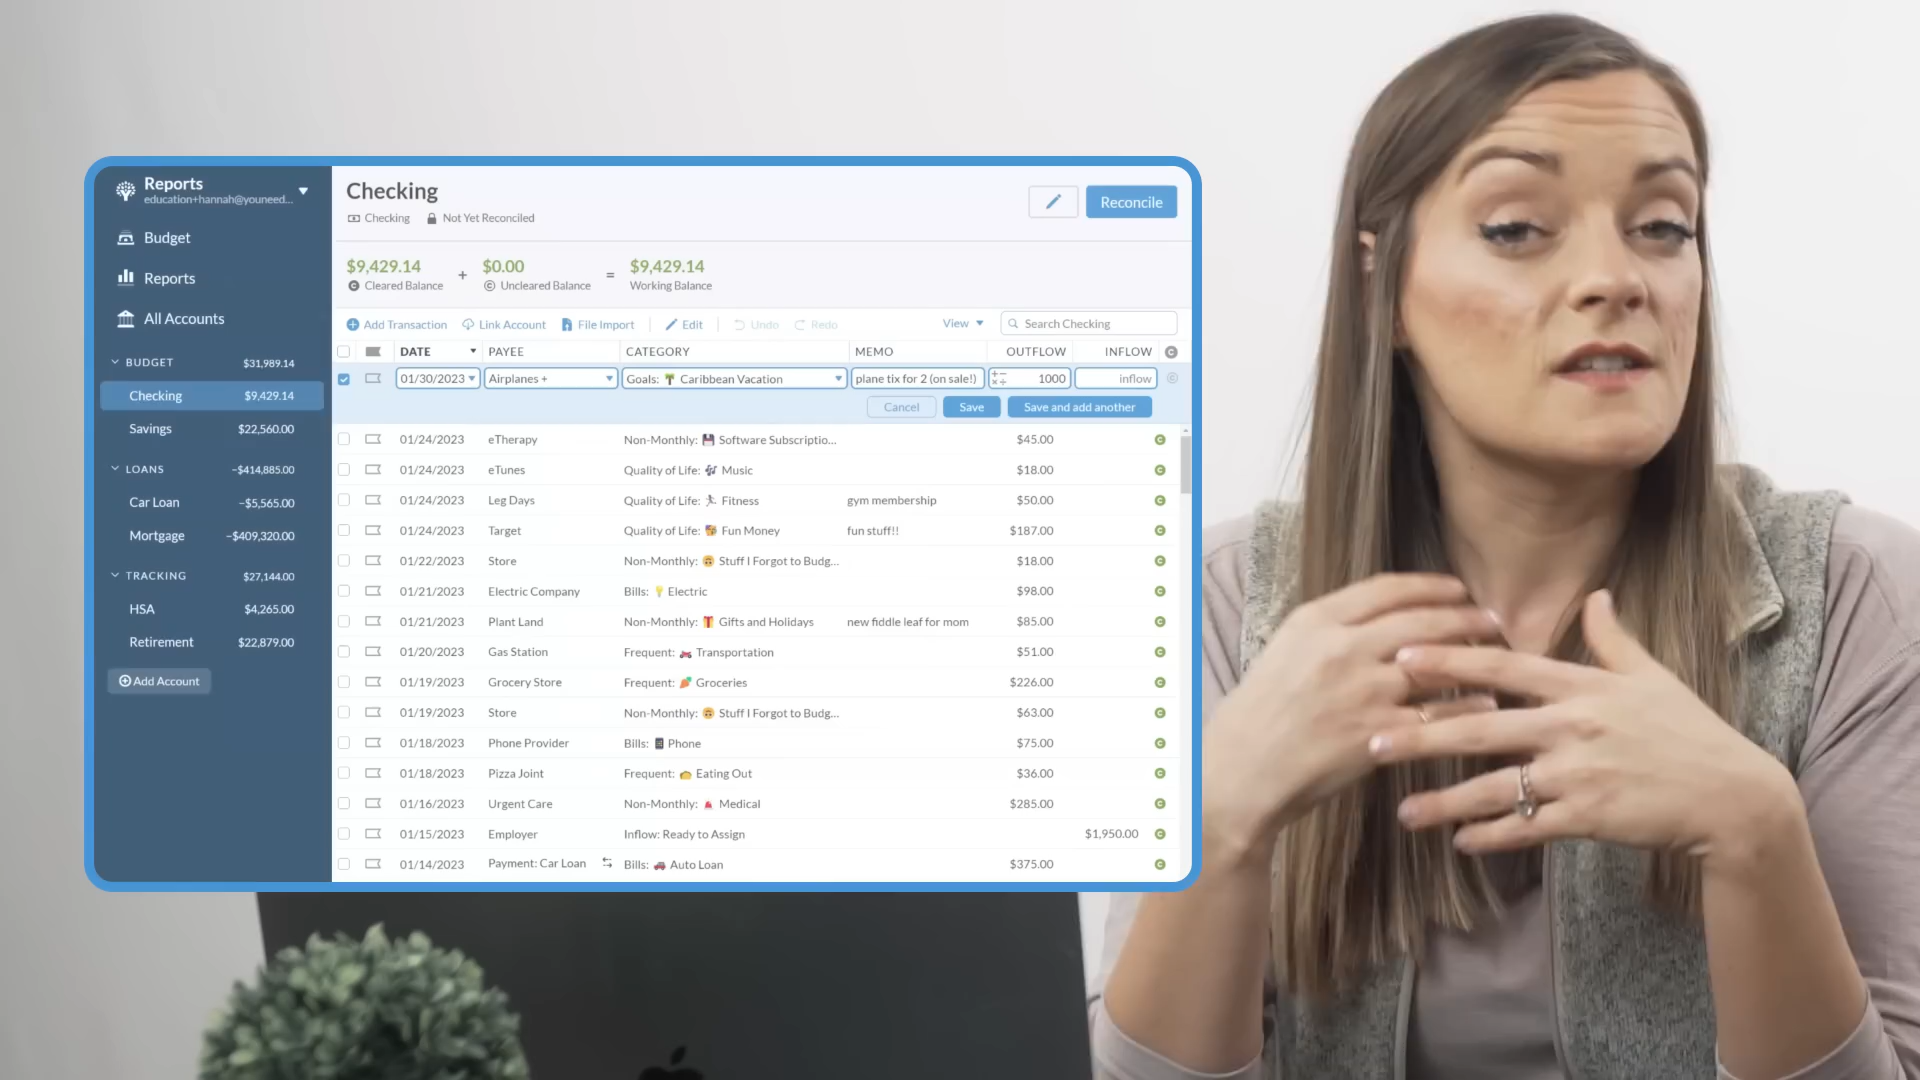 Reports
education+hannah@youneed...
Budget
Reports
All Accounts
BUDGET $31,989.14
Checking $9,429.14
Savings $22,560.00
LOANS −$414,885.00
Car Loan −$5,565.00
Mortgage −$409,320.00
TRACKING $27,144.00
HSA $4,265.00
Retirement $22,879.00
Add Account
Checking
Checking Not Yet Reconciled
Reconcile
$9,429.14 + $0.00 = $9,429.14
Cleared Balance Uncleared Balance Working Balance
Add Transaction Link Account File Import Edit Undo Redo View Search Checking
DATE PAYEE CATEGORY MEMO OUTFLOW INFLOW
01/30/2023 Airplanes + Goals: Caribbean Vacation plane tix for 2 (on sale!) 1000 inflow
Cancel Save Save and add another
01/24/2023 eTherapy Non-Monthly: Software Subscriptio... $45.00
01/24/2023 eTunes Quality of Life: Music $18.00
01/24/2023 Leg Days Quality of Life: Fitness gym membership $50.00
01/24/2023 Target Quality of Life: Fun Money fun stuff!! $187.00
01/22/2023 Store Non-Monthly: Stuff I Forgot to Budg... $18.00
01/21/2023 Electric Company Bills: Electric $98.00
01/21/2023 Plant Land Non-Monthly: Gifts and Holidays new fiddle leaf for mom $85.00
01/20/2023 Gas Station Frequent: Transportation $51.00
01/19/2023 Grocery Store Frequent: Groceries $226.00
01/19/2023 Store Non-Monthly: Stuff I Forgot to Budg... $63.00
01/18/2023 Phone Provider Bills: Phone $75.00
01/18/2023 Pizza Joint Frequent: Eating Out $36.00
01/16/2023 Urgent Care Non-Monthly: Medical $285.00
01/15/2023 Employer Inflow: Ready to Assign $1,950.00
01/14/2023 Payment: Car Loan Bills: Auto Loan $375.00